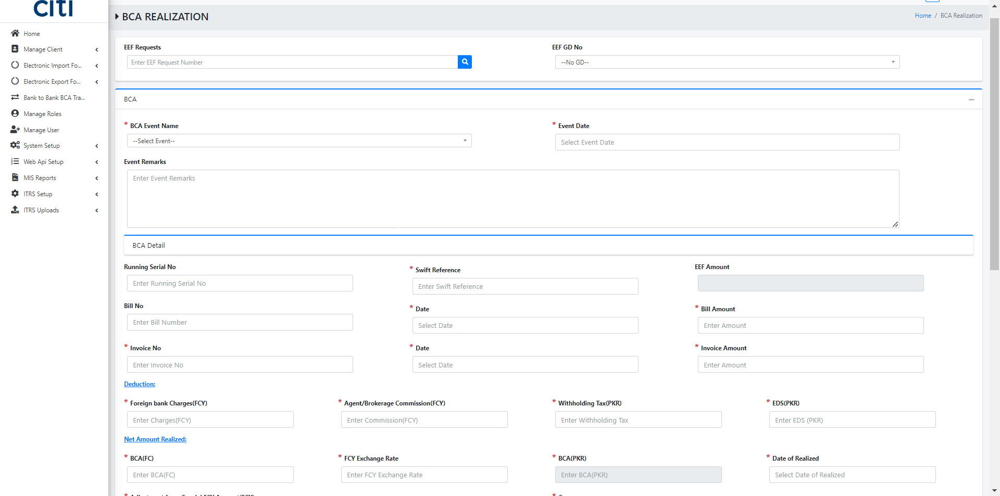 citi
Home
Manage Client
Electronic Import Fo...
Electronic Export Fo...
Bank to Bank BCA Tra...
Manage Roles
Manage User
System Setup
Web Api Setup
MIS Reports
ITRS Setup
ITRS Uploads
BCA REALIZATION
Home / BCA Realization
EEF Requests
EEF GD No
Enter EEF Request Number
--No GD--
BCA
* BCA Event Name
* Event Date
--Select Event--
Select Event Date
Event Remarks
Enter Event Remarks
BCA Detail
Running Serial No
* Swift Reference
EEF Amount
Enter Running Serial No
Enter Swift Reference
Bill No
* Date
* Bill Amount
Enter Bill Number
Select Date
Enter Amount
* Invoice No
* Date
* Invoice Amount
Enter Invoice No
Select Date
Enter Amount
Deduction:
* Foreign bank Charges(FCY)
* Agent/Brokerage Commission(FCY)
* Withholding Tax(PKR)
* EDS(PKR)
Enter Charges(FCY)
Enter Commission(FCY)
Enter Withholding Tax
Enter EDS (PKR)
Net Amount Realized:
* BCA(FC)
* FCY Exchange Rate
* BCA(PKR)
* Date of Realized
Enter BCA(FC)
Enter FCY Exchange Rate
Enter BCA(PKR)
Select Date of Realized